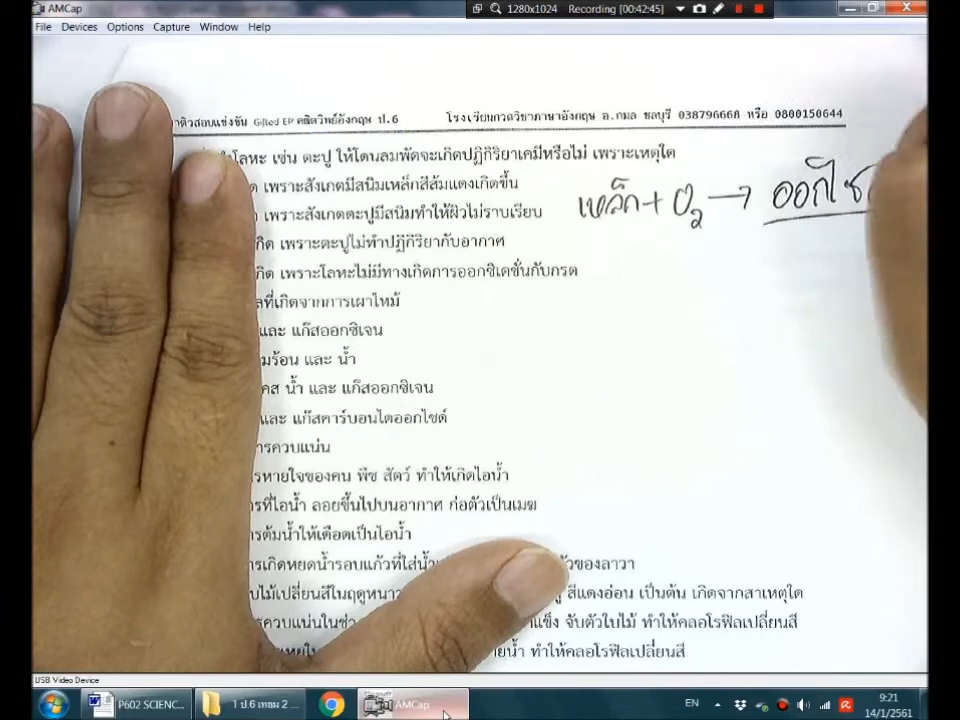 AMCap
1280x1024 Recording [00:42:45]
File Devices Options Capture Window Help
าติวสอบแข่งขัน Gifted EP คณิตวิทย์อังกฤษ ป.6 โรงเรียนกวดวิชาภาษาอังกฤษ อ.กมล ชลบุรี 038796668 หรือ 0800150644
โลหะ เช่น ตะปู ให้โดนลมพัดจะเกิดปฏิกิริยาเคมีหรือไม่ เพราะเหตุใด
เพราะสังเกตมีสนิมเหล็กสีส้มแดงเกิดขึ้น
เพราะสังเกตตะปูมีสนิมทำให้ผิวไม่ราบเรียบ
เหล็ก + O2 → ออกไซ
กิด เพราะตะปูไม่ทำปฏิกิริยากับอากาศ
กิด เพราะโลหะไม่มีทางเกิดการออกซิเดชั่นกับกรด
ลที่เกิดจากการเผาไหม้
และ แก๊สออกซิเจน
มร้อน และ น้ำ
คส น้ำ และ แก๊สออกซิเจน
และ แก๊สคาร์บอนไดออกไซด์
ารควบแน่น
รหายใจของคน พืช สัตว์ ทำให้เกิดไอน้ำ
ารที่ไอน้ำ ลอยขึ้นไปบนอากาศ ก่อตัวเป็นเมฆ
ารต้มน้ำให้เดือดเป็นไอน้ำ
ารเกิดหยดน้ำรอบแก้วที่ใส่น้ำ ัวของลาวา
บไม้เปลี่ยนสีในฤดูหนาว สีแดงอ่อน เป็นต้น เกิดจากสาเหตุใด
รควบแน่นในช่ว าแข็ง จับตัวใบไม้ ทำให้คลอโรฟิลเปลี่ยนสี
ายน้ำ ทำให้คลอโรฟิลเปลี่ยนสี
USB Video Device
P602 SCIENC... 1 ป.6 เทอม 2 ... AMCap EN 9:21
14/1/2561